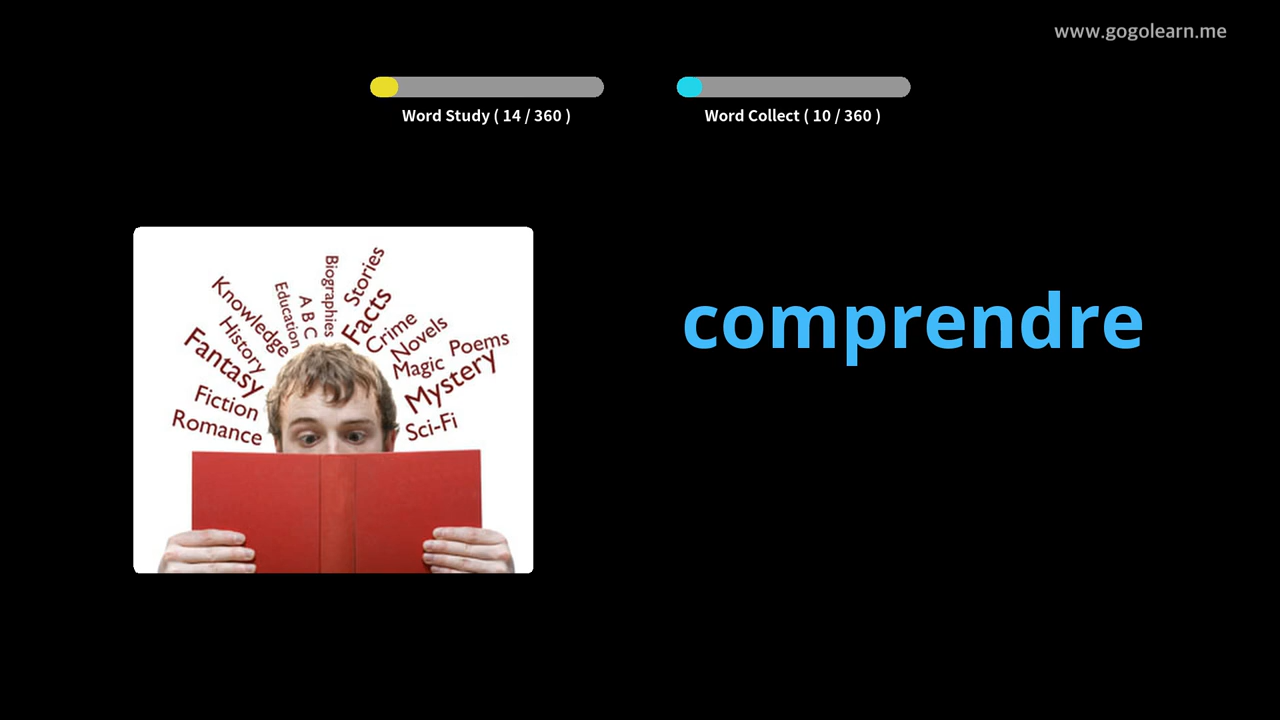 www.gogolearn.me
Word Study ( 14 / 360 )
Word Collect ( 10 / 360 )
comprendre
Biographies
Stories
Education
A B C
Facts
Knowledge
Crime
History
Novels
Fantasy
Poems
Magic
Mystery
Fiction
Romance
Sci-Fi